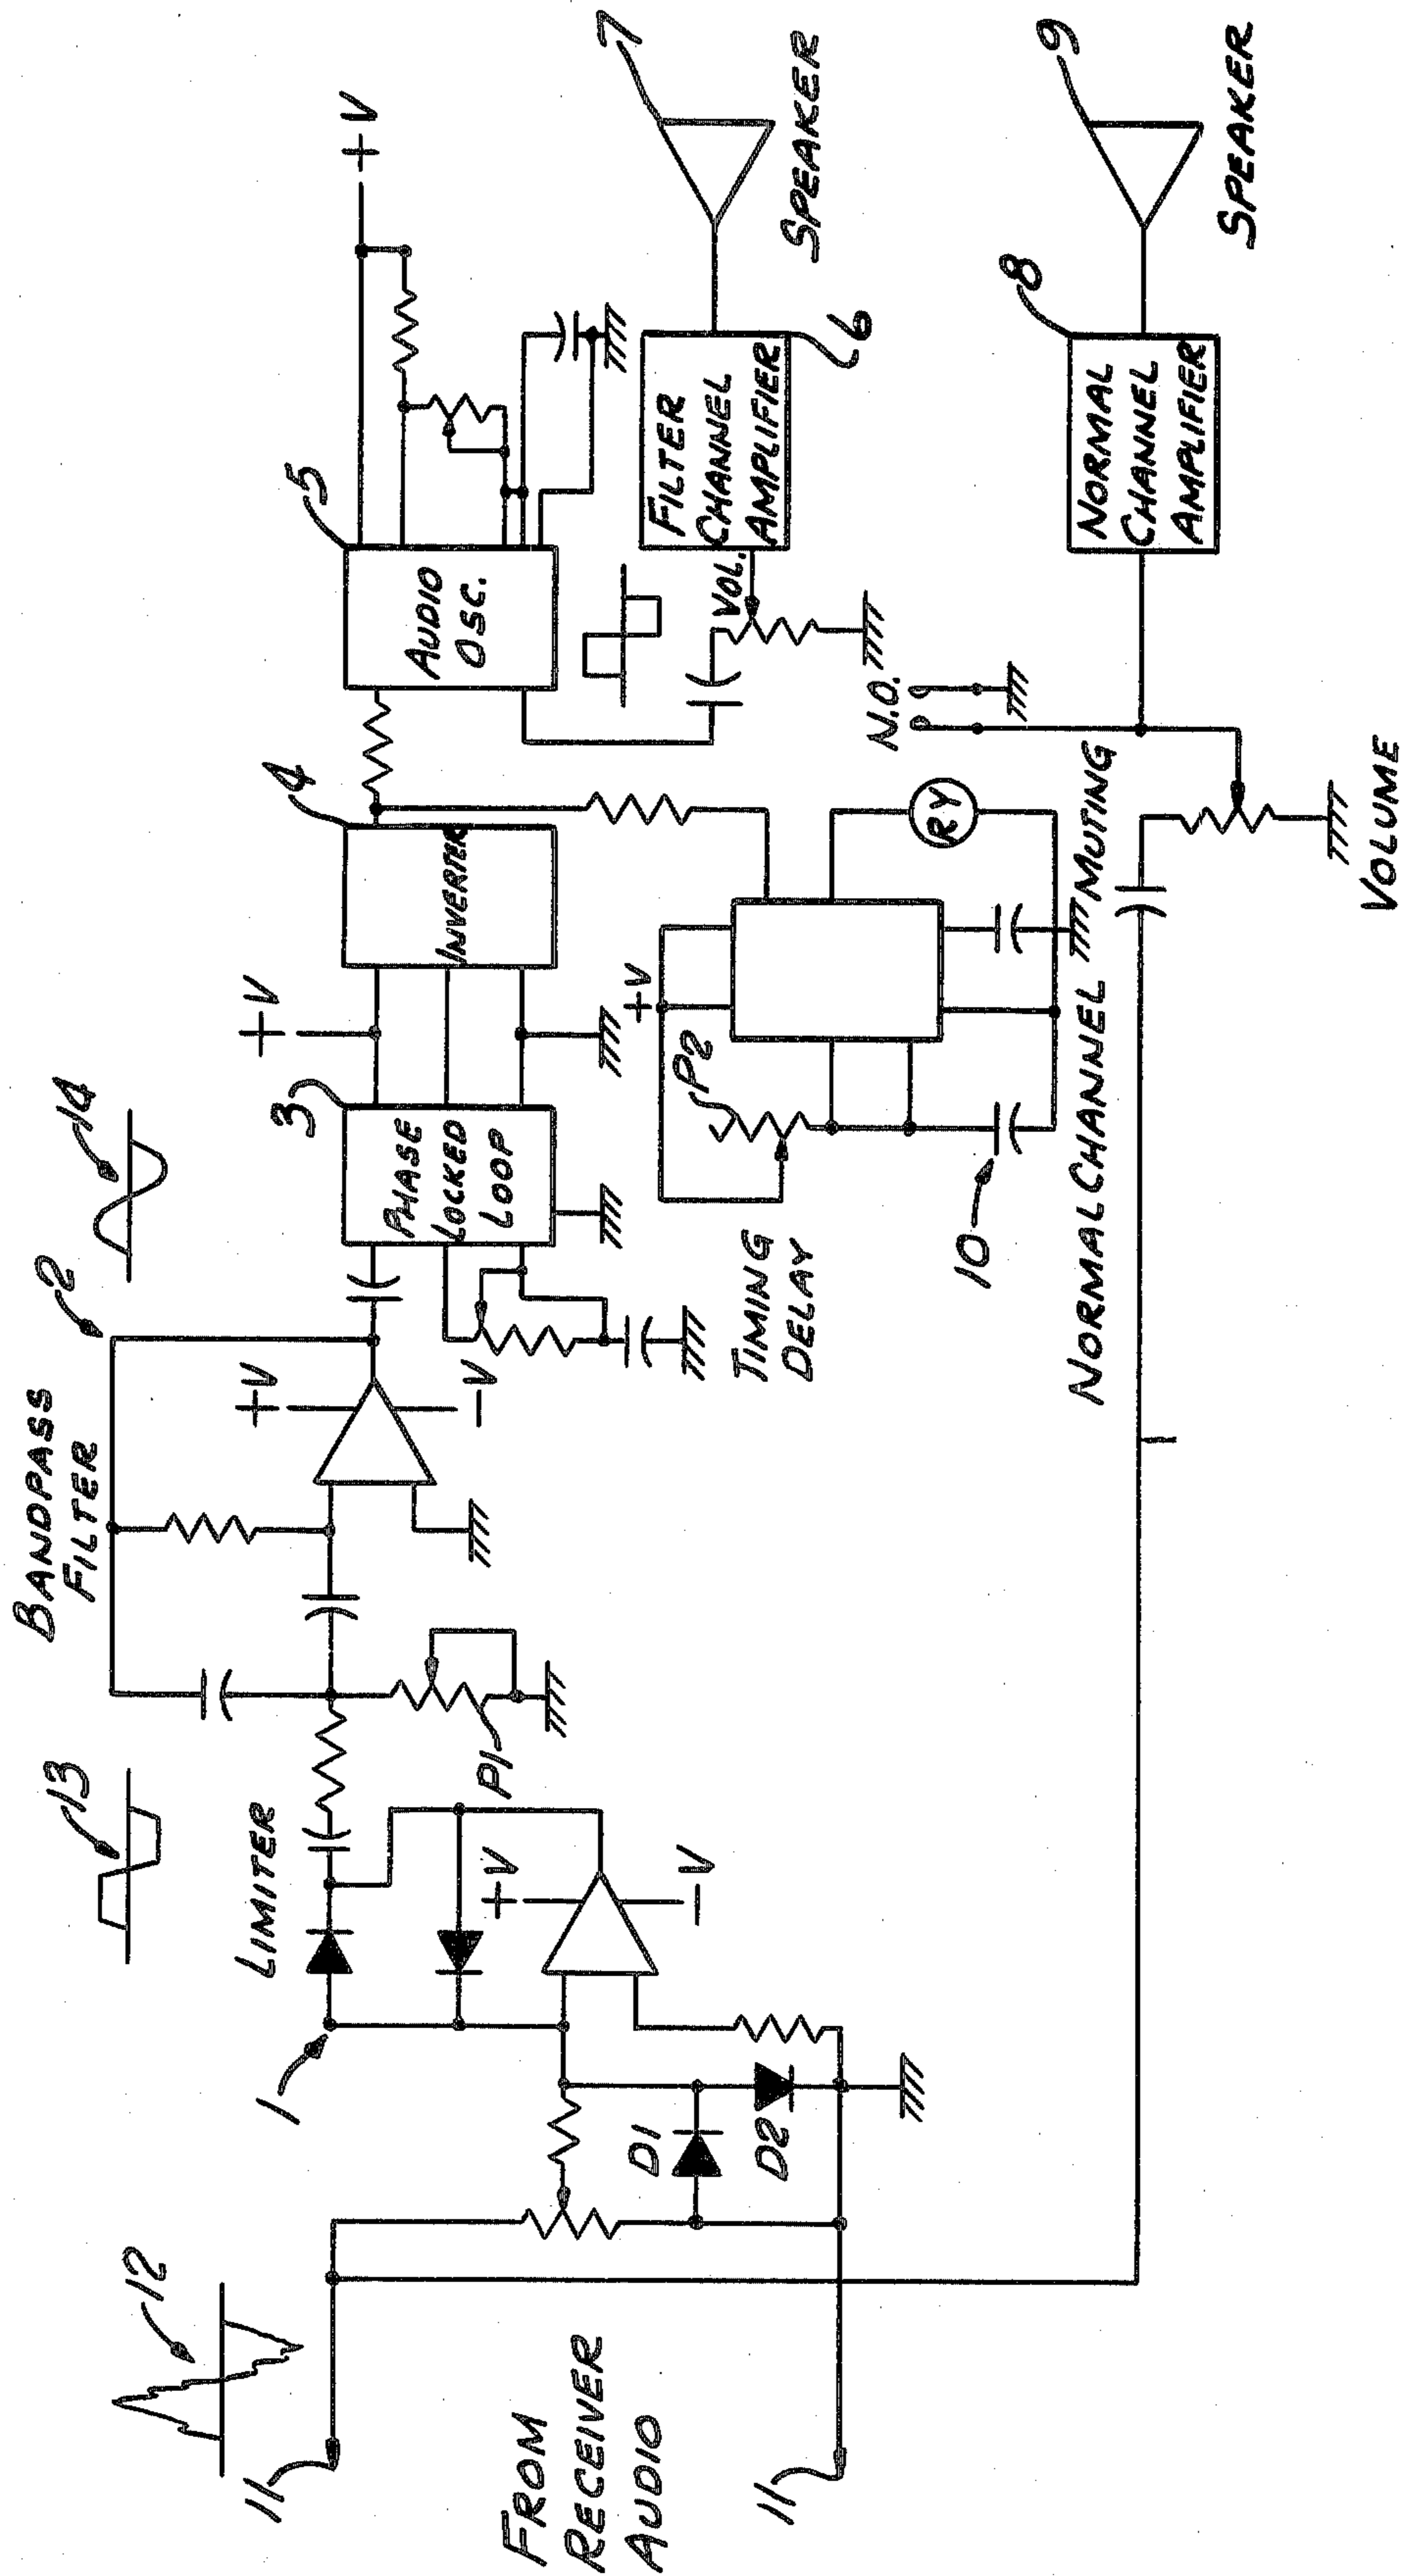 12
13
BANDPASS
FILTER
2
14
11
FROM
RECEIVER
AUDIO
11
1
LIMITER
+V
-V
D1
D2
P1
+V
-V
3
PHASE
LOCKED
LOOP
+V
4
INVERTER
5
AUDIO
OSC.
+V
TIMING
DELAY
P2
+V
10
RY
NORMAL CHANNEL MUTING
N.O.
VOL.
FILTER
CHANNEL
AMPLIFIER
6
7
SPEAKER
VOLUME
NORMAL
CHANNEL
AMPLIFIER
8
9
SPEAKER